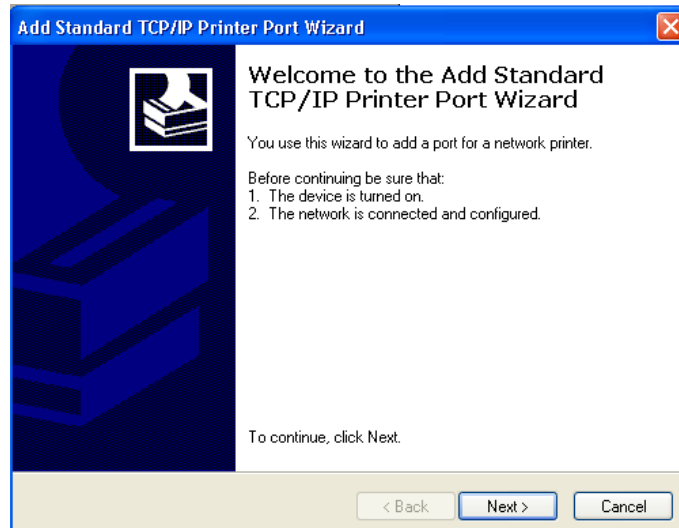 Add Standard TCP/IP Printer Port Wizard
Welcome to the Add Standard
TCP/IP Printer Port Wizard
You use this wizard to add a port for a network printer.
Before continuing be sure that:
1. The device is turned on.
2. The network is connected and configured.
To continue, click Next.
< Back
Next >
Cancel